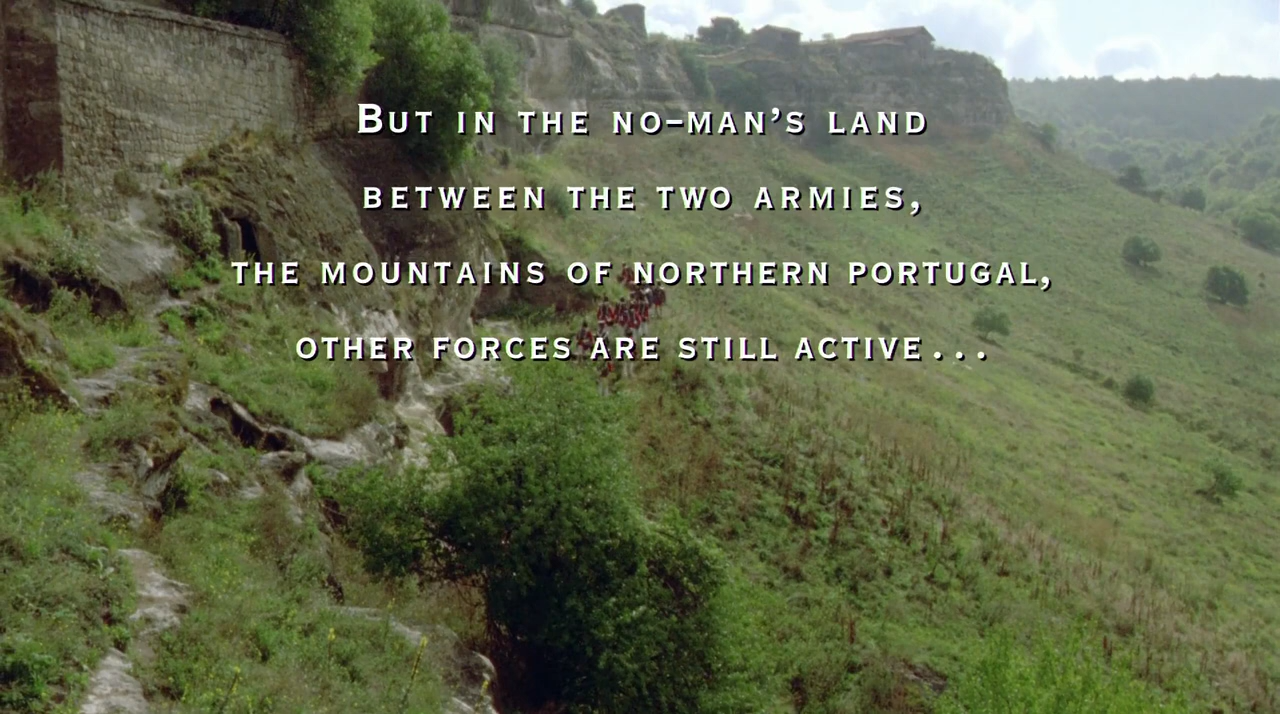 But in the no–man's land
between the two armies,
the mountains of northern Portugal,
other forces are still active...